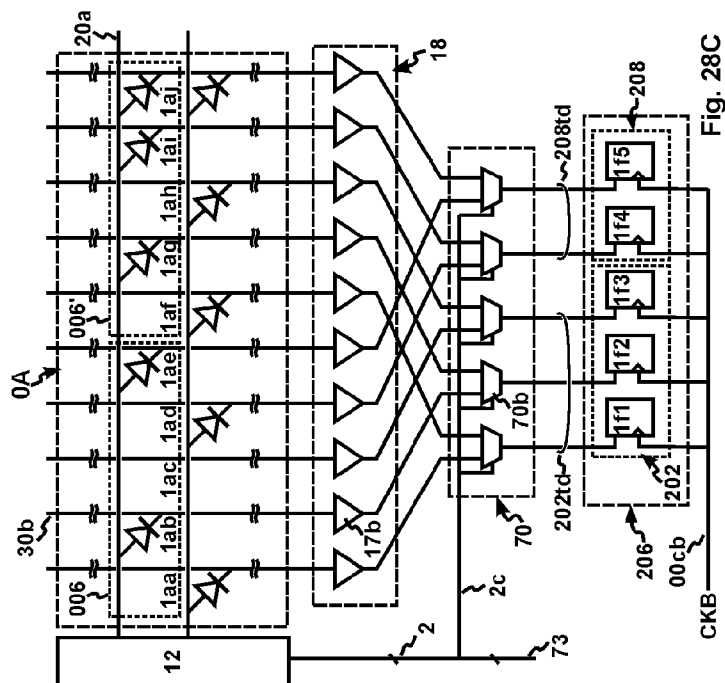 0A
20a
30b
006
006'
1aa
1ab
1ac
1ad
1ae
1af
1ag
1ah
1ai
1aj
12
18
17b
2
2c
70b
70
73
208td
202td
208
1f1
1f2
1f3
1f4
1f5
202
206
00cb
CKB
Fig. 28C